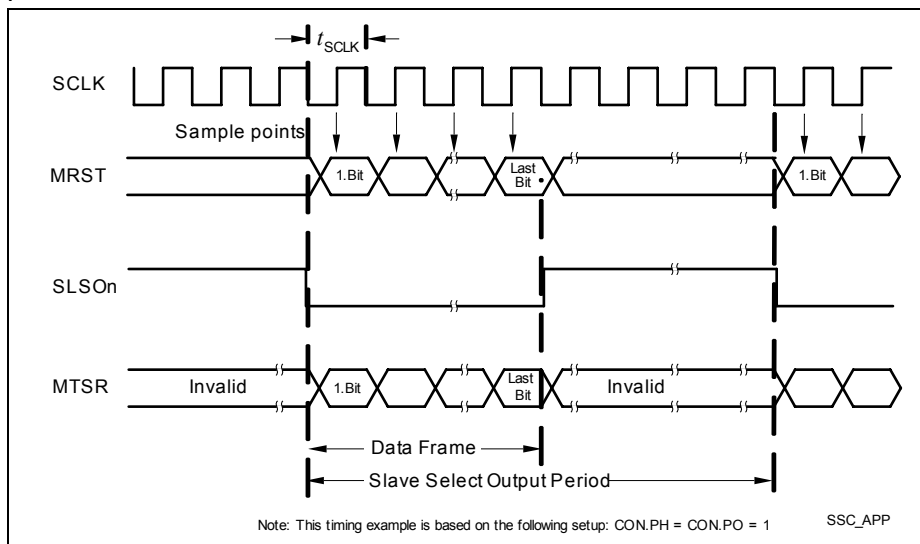 tSCLK
SCLK
Sample points
MRST
1.Bit
Last
Bit
1.Bit
SLSOn
MTSR
Invalid
1.Bit
Last
Bit
Invalid
Data Frame
Slave Select Output Period
Note: This timing example is based on the following setup: CON.PH = CON.PO = 1
SSC_APP